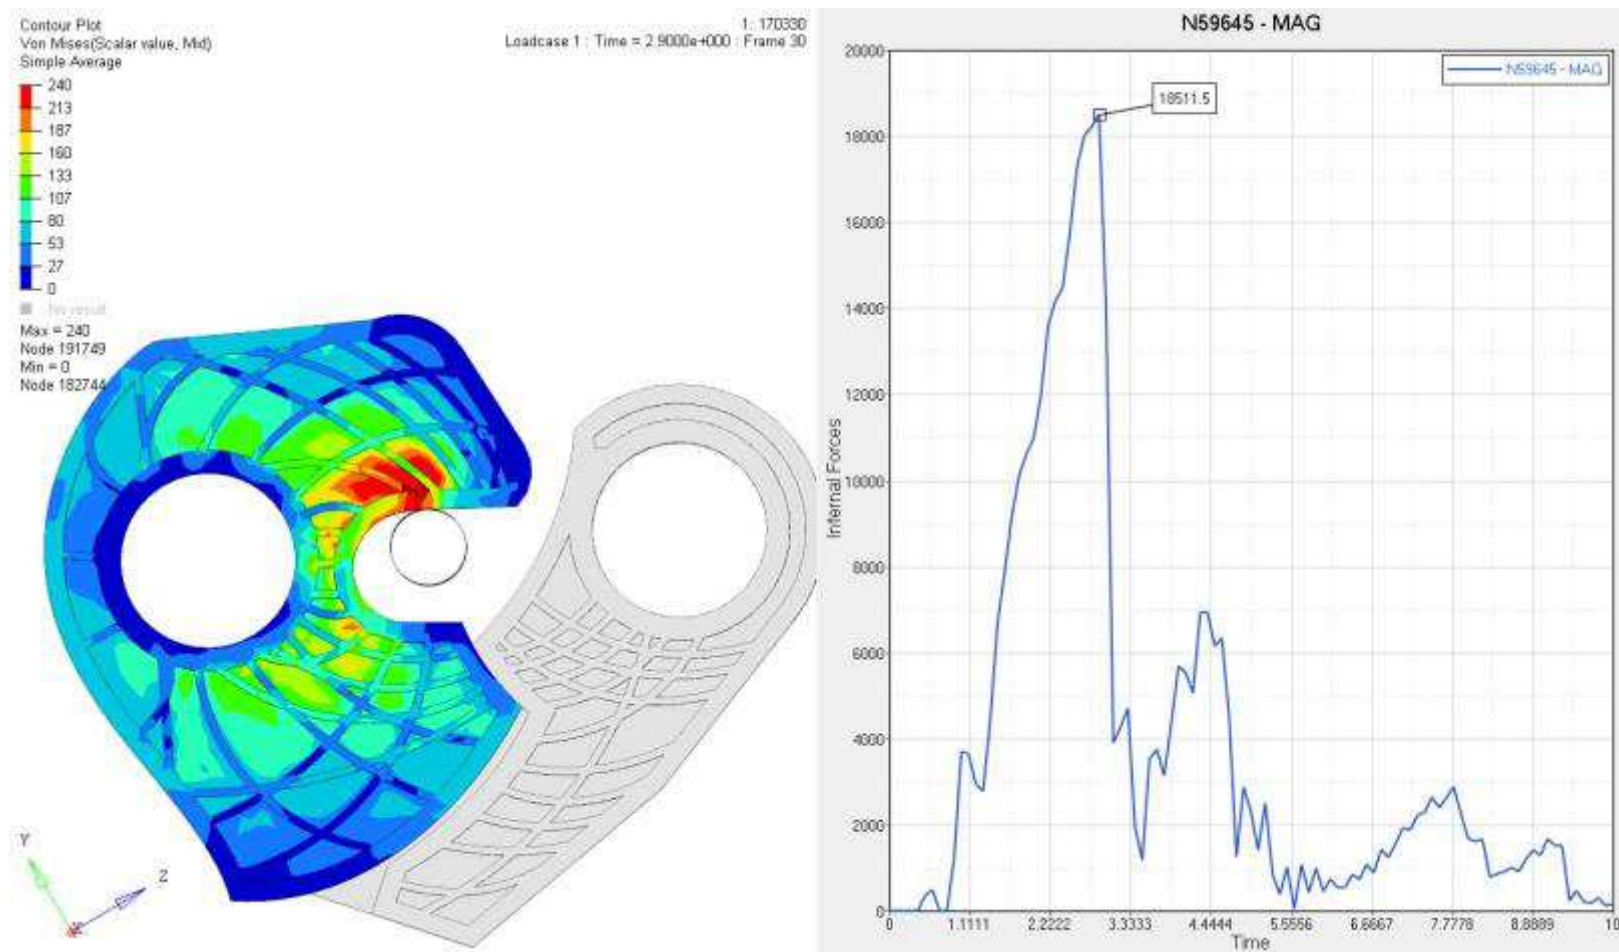 Contour Plot
Von Mises(Scalar value, Mid)
Simple Average
1: 170330
Loadcase 1 : Time = 2.9000e+000 : Frame 30
240
213
187
160
133
107
80
53
27
0
No result
Max = 240
Node 191749
Min = 0
Node 182744
Y
Z
X
N59645 - MAG
N59645 - MAG
18511.5
20000
18000
16000
14000
12000
10000
8000
6000
4000
2000
0
Internal Forces
0
1.1111
2.2222
3.3333
4.4444
5.5556
6.6667
7.7778
8.8889
10
Time